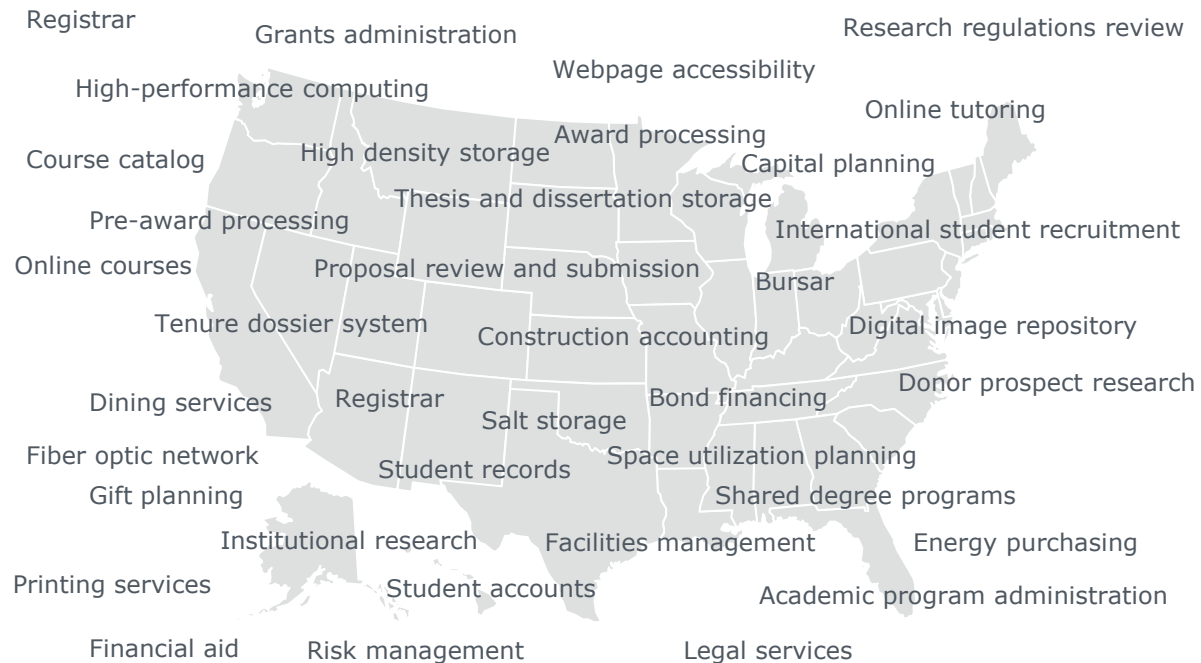 Registrar
Grants administration
Research regulations review
Webpage accessibility
High-performance computing
Online tutoring
Award processing
High density storage
Course catalog
Capital planning
Thesis and dissertation storage
Pre-award processing
International student recruitment
Online courses
Proposal review and submission
Bursar
Tenure dossier system
Digital image repository
Construction accounting
Donor prospect research
Dining services
Registrar
Bond financing
Salt storage
Fiber optic network
Space utilization planning
Student records
Gift planning
Shared degree programs
Institutional research
Facilities management
Energy purchasing
Printing services
Student accounts
Academic program administration
Financial aid
Risk management
Legal services